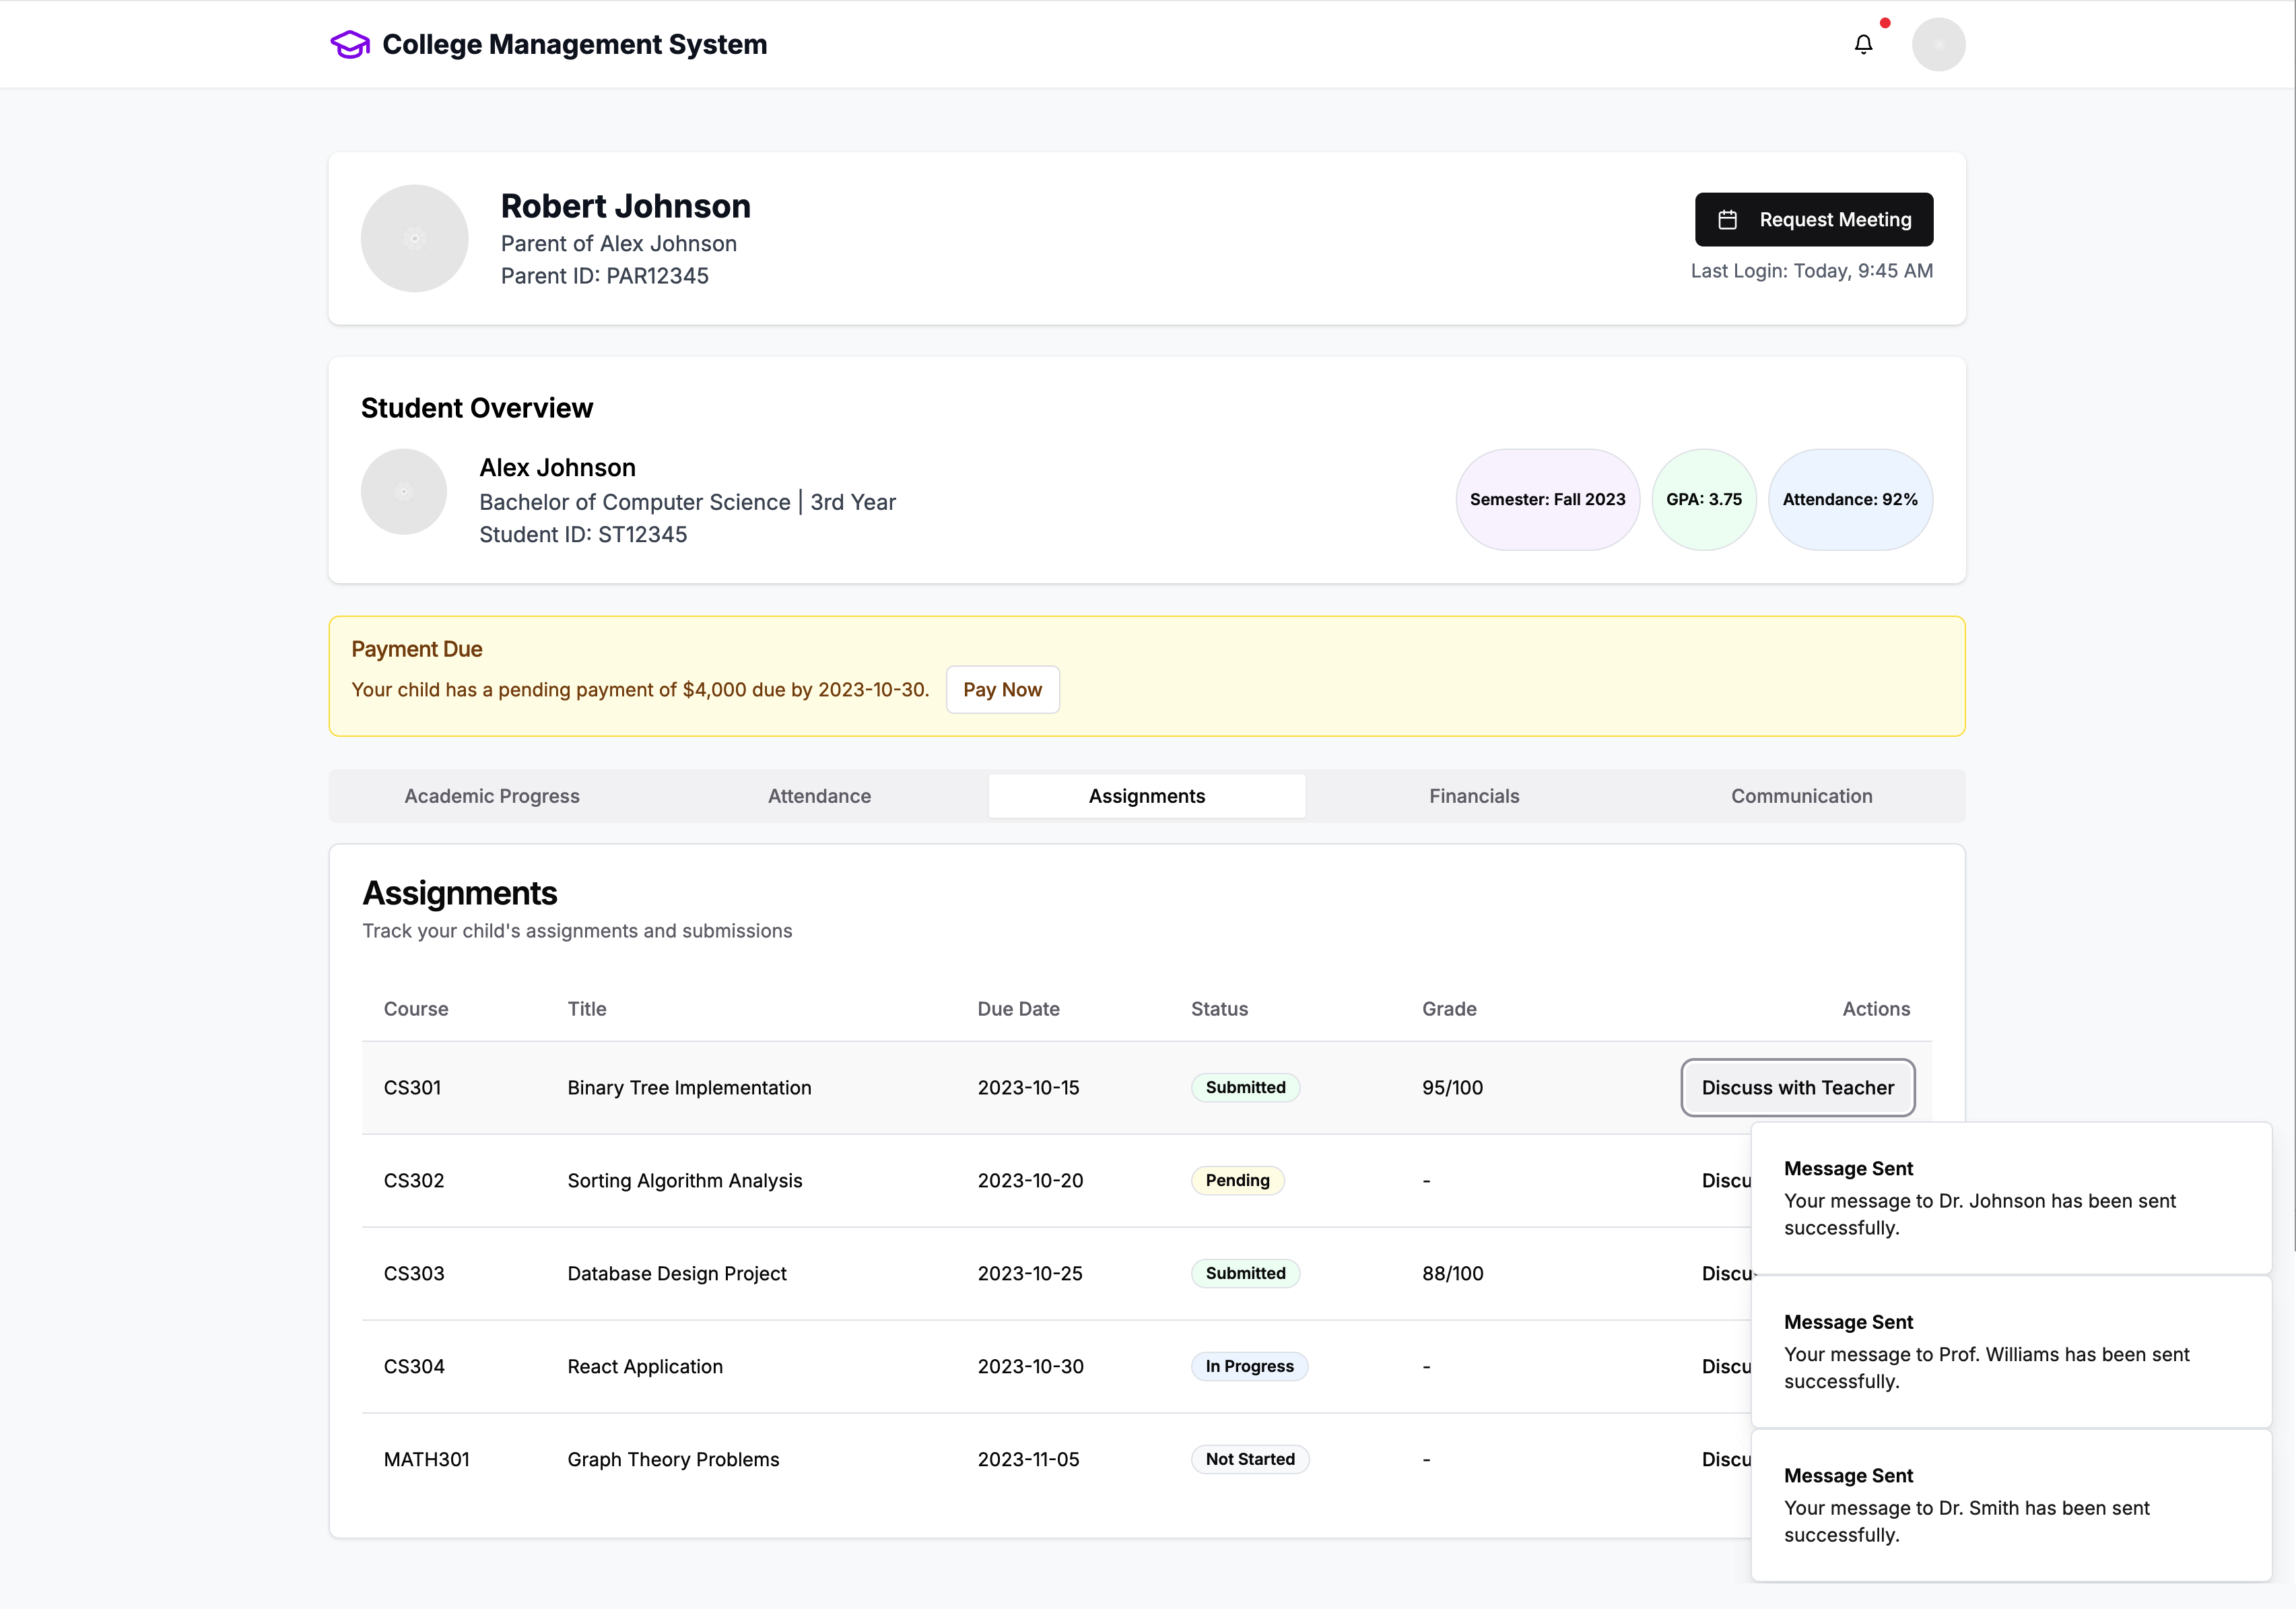 College Management System
Robert Johnson
Parent of Alex Johnson
Parent ID: PAR12345
Request Meeting
Last Login: Today, 9:45 AM
Student Overview
Alex Johnson
Bachelor of Computer Science | 3rd Year
Student ID: ST12345
Semester: Fall 2023
GPA: 3.75
Attendance: 92%
Payment Due
Your child has a pending payment of $4,000 due by 2023-10-30.
Pay Now
Academic Progress Attendance Assignments Financials Communication
Assignments
Track your child's assignments and submissions
Course Title Due Date Status Grade Actions
CS301 Binary Tree Implementation 2023-10-15 Submitted 95/100 Discuss with Teacher
CS302 Sorting Algorithm Analysis 2023-10-20 Pending - Discu
CS303 Database Design Project 2023-10-25 Submitted 88/100 Discu
CS304 React Application 2023-10-30 In Progress - Discu
MATH301 Graph Theory Problems 2023-11-05 Not Started - Discu
Message Sent
Your message to Dr. Johnson has been sent
successfully.
Message Sent
Your message to Prof. Williams has been sent
successfully.
Message Sent
Your message to Dr. Smith has been sent
successfully.